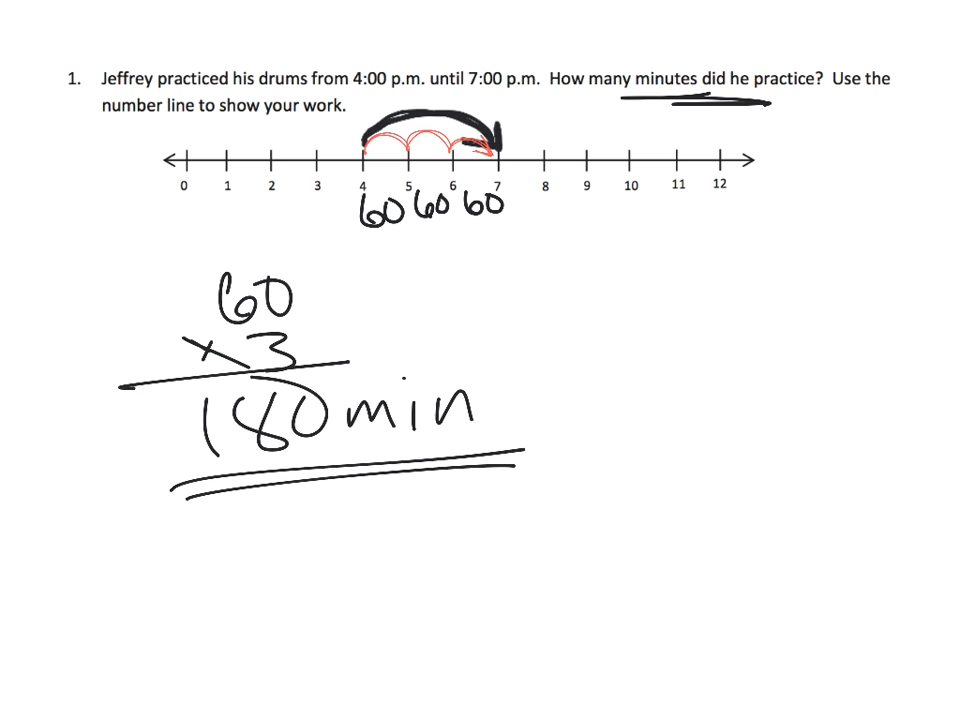 1. Jeffrey practiced his drums from 4:00 p.m. until 7:00 p.m. How many minutes did he practice? Use the
number line to show your work.
0 1 2 3 4 5 6 7 8 9 10 11 12
60 60 60
60
× 3
180 min